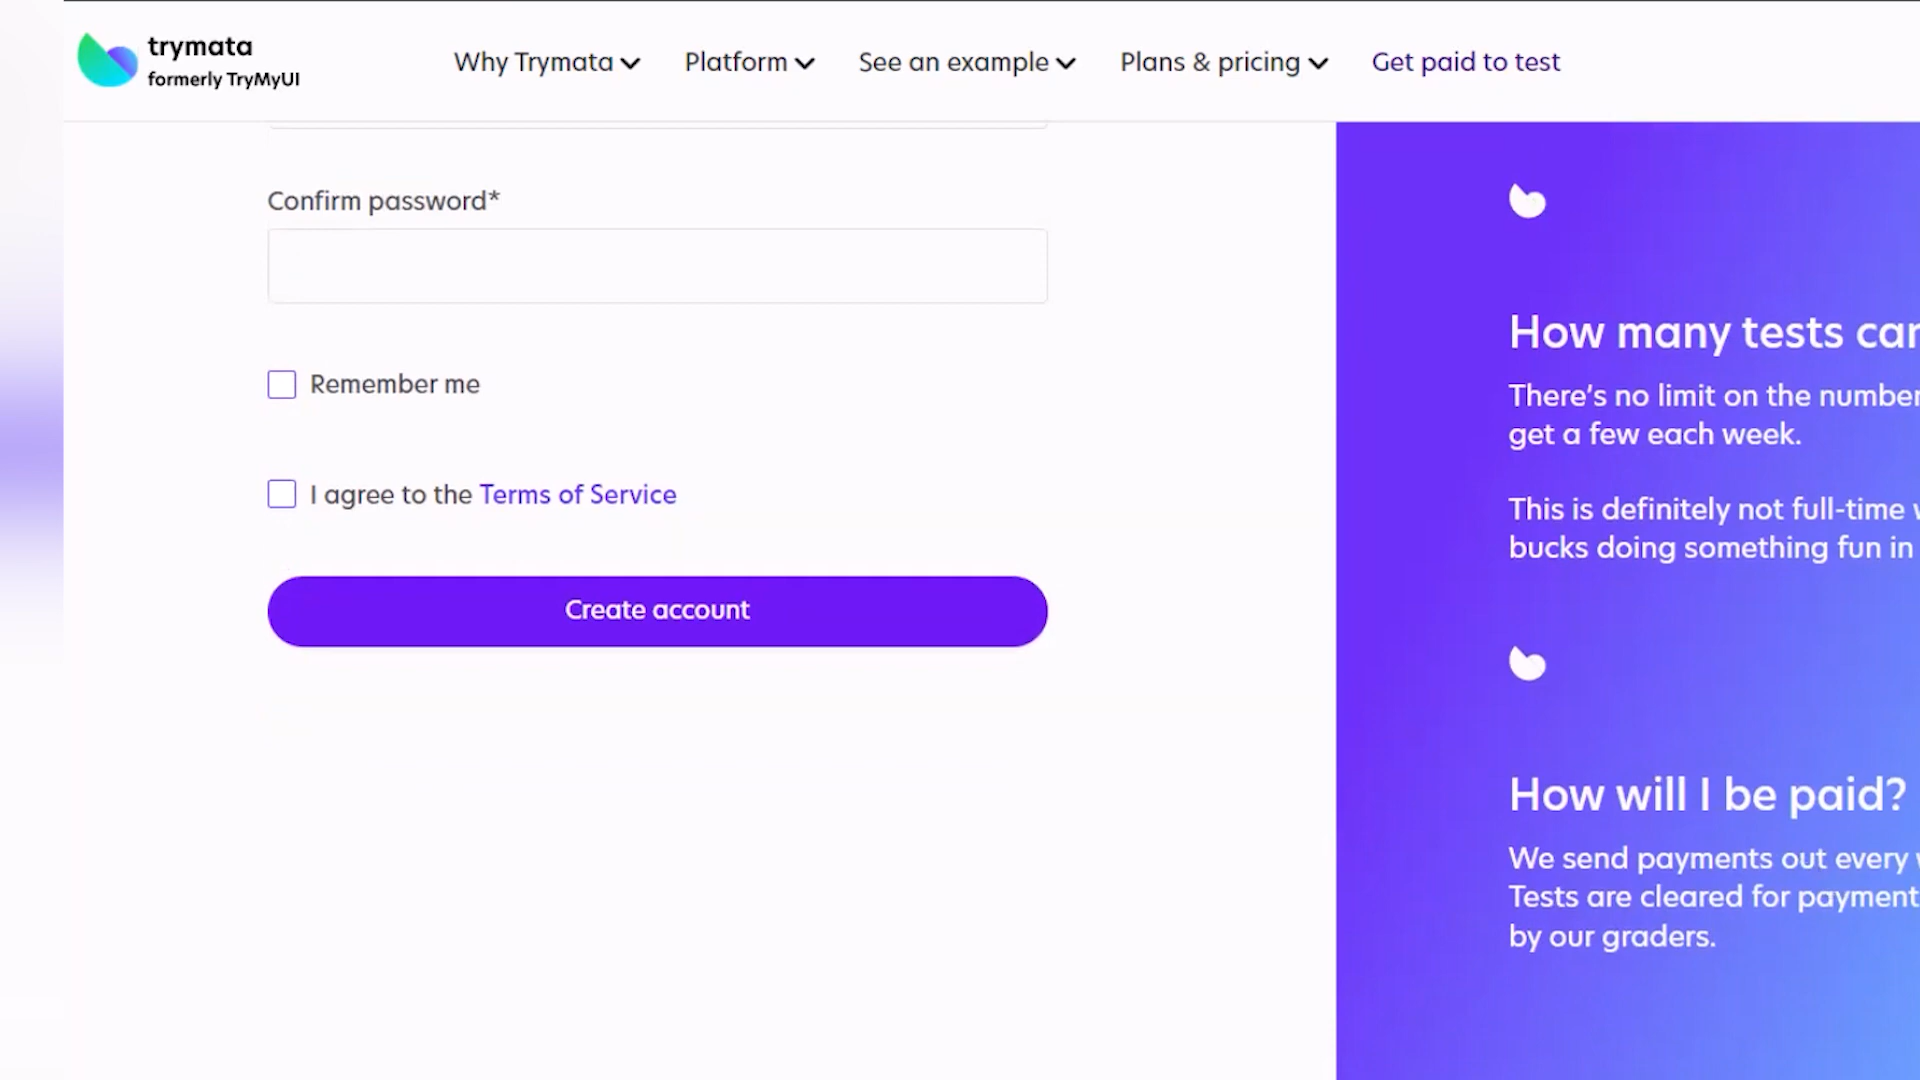 trymata
formerly TryMyUI
Why Trymata
Platform
See an example
Plans & pricing
Get paid to test
Confirm password*
Remember me
I agree to the Terms of Service
Create account
How many tests
There's no limit on the number
get a few each week.
This is definitely not full-time
bucks doing something fun in
How will I be paid?
We send payments out every
Tests are cleared for payment
by our graders.